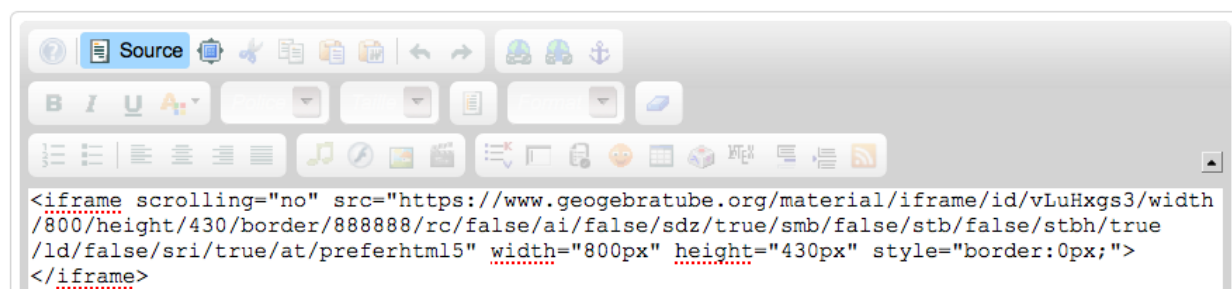 Source
B I U A
<iframe scrolling="no" src="https://www.geogebratube.org/material/iframe/id/vLuHxgs3/width
/800/height/430/border/888888/rc/false/ai/false/sdz/true/smb/false/stb/false/stbh/true
/ld/false/sri/true/at/preferhtml5" width="800px" height="430px" style="border:0px;">
</iframe>